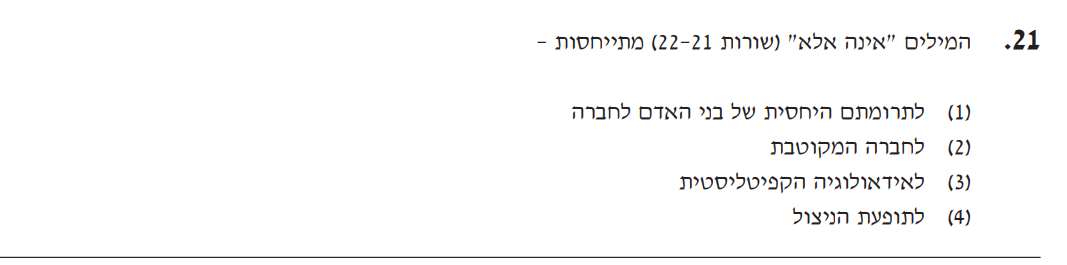 21. המילים "אינה אלא" (שורות 22-21) מתייחסות -
(1) לתרומתם היחסית של בני האדם לחברה
(2) לחברה המקוטבת
(3) לאידאולוגיה הקפיטליסטית
(4) לתופעת הניצול